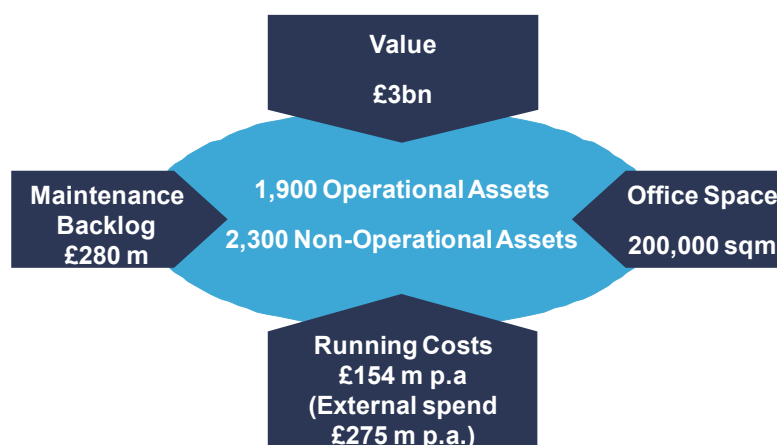 Value
£3bn
1,900 Operational Assets
2,300 Non-Operational Assets
Maintenance
Backlog
£280 m
Office Space
200,000 sqm
Running Costs
£154 m p.a
(External spend
£275 m p.a.)